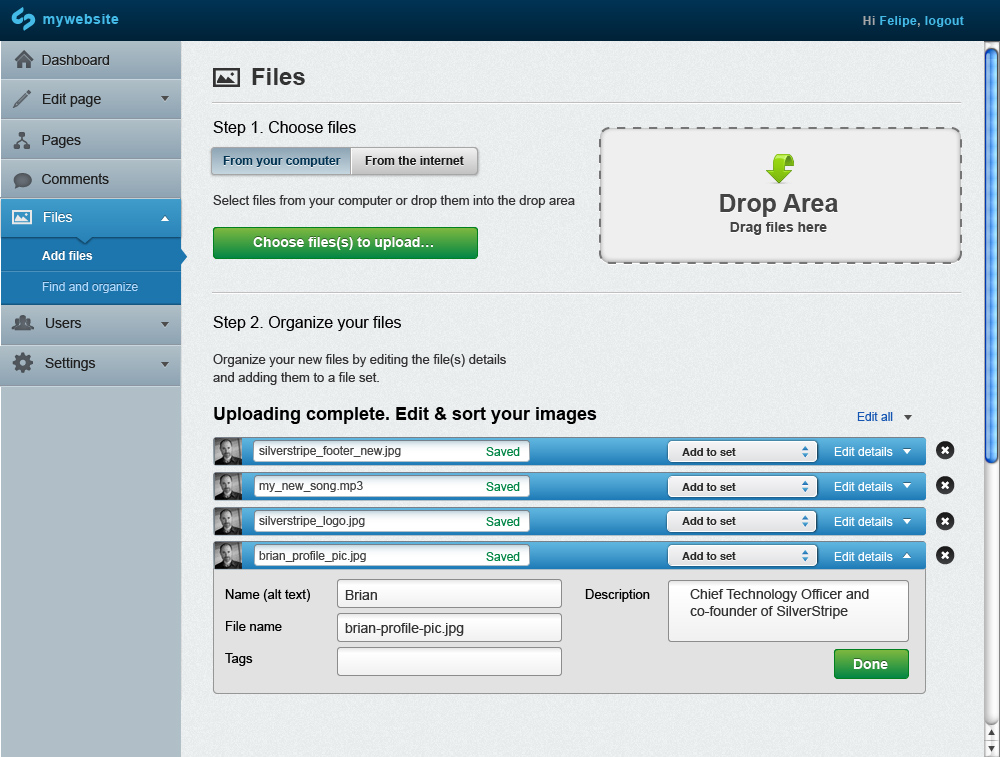 mywebsite
Hi Felipe, logout
Dashboard
Edit page
Pages
Comments
Files
Add files
Find and organize
Users
Settings
Files
Step 1. Choose files
From your computer
From the internet
Select files from your computer or drop them into the drop area
Choose files(s) to upload...
Drop Area
Drag files here
Step 2. Organize your files
Organize your new files by editing the file(s) details
and adding them to a file set.
Uploading complete. Edit & sort your images
Edit all
silverstripe_footer_new.jpg Saved Add to set Edit details
my_new_song.mp3 Saved Add to set Edit details
silverstripe_logo.jpg Saved Add to set Edit details
brian_profile_pic.jpg Saved Add to set Edit details
Name (alt text) Brian
File name brian-profile-pic.jpg
Tags
Description
Chief Technology Officer and
co-founder of SilverStripe
Done